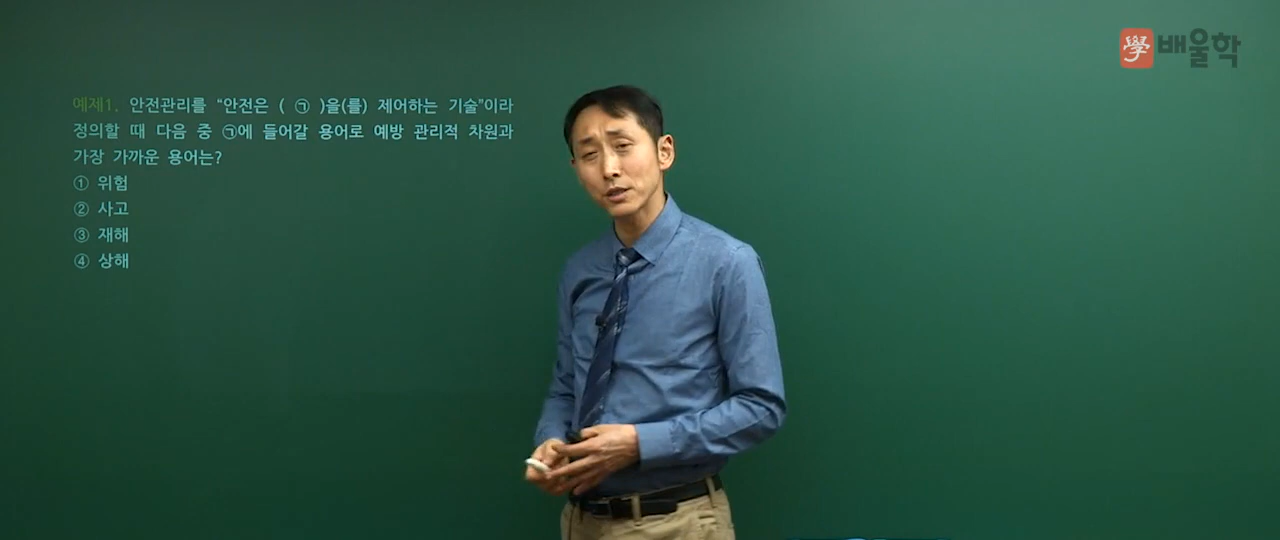 學 배울학
예제1. 안전관리를 “안전은 ( ㉠ )을(를) 제어하는 기술”이라
정의할 때 다음 중 ㉠에 들어갈 용어로 예방 관리적 차원과
가장 가까운 용어는?
① 위험
② 사고
③ 재해
④ 상해